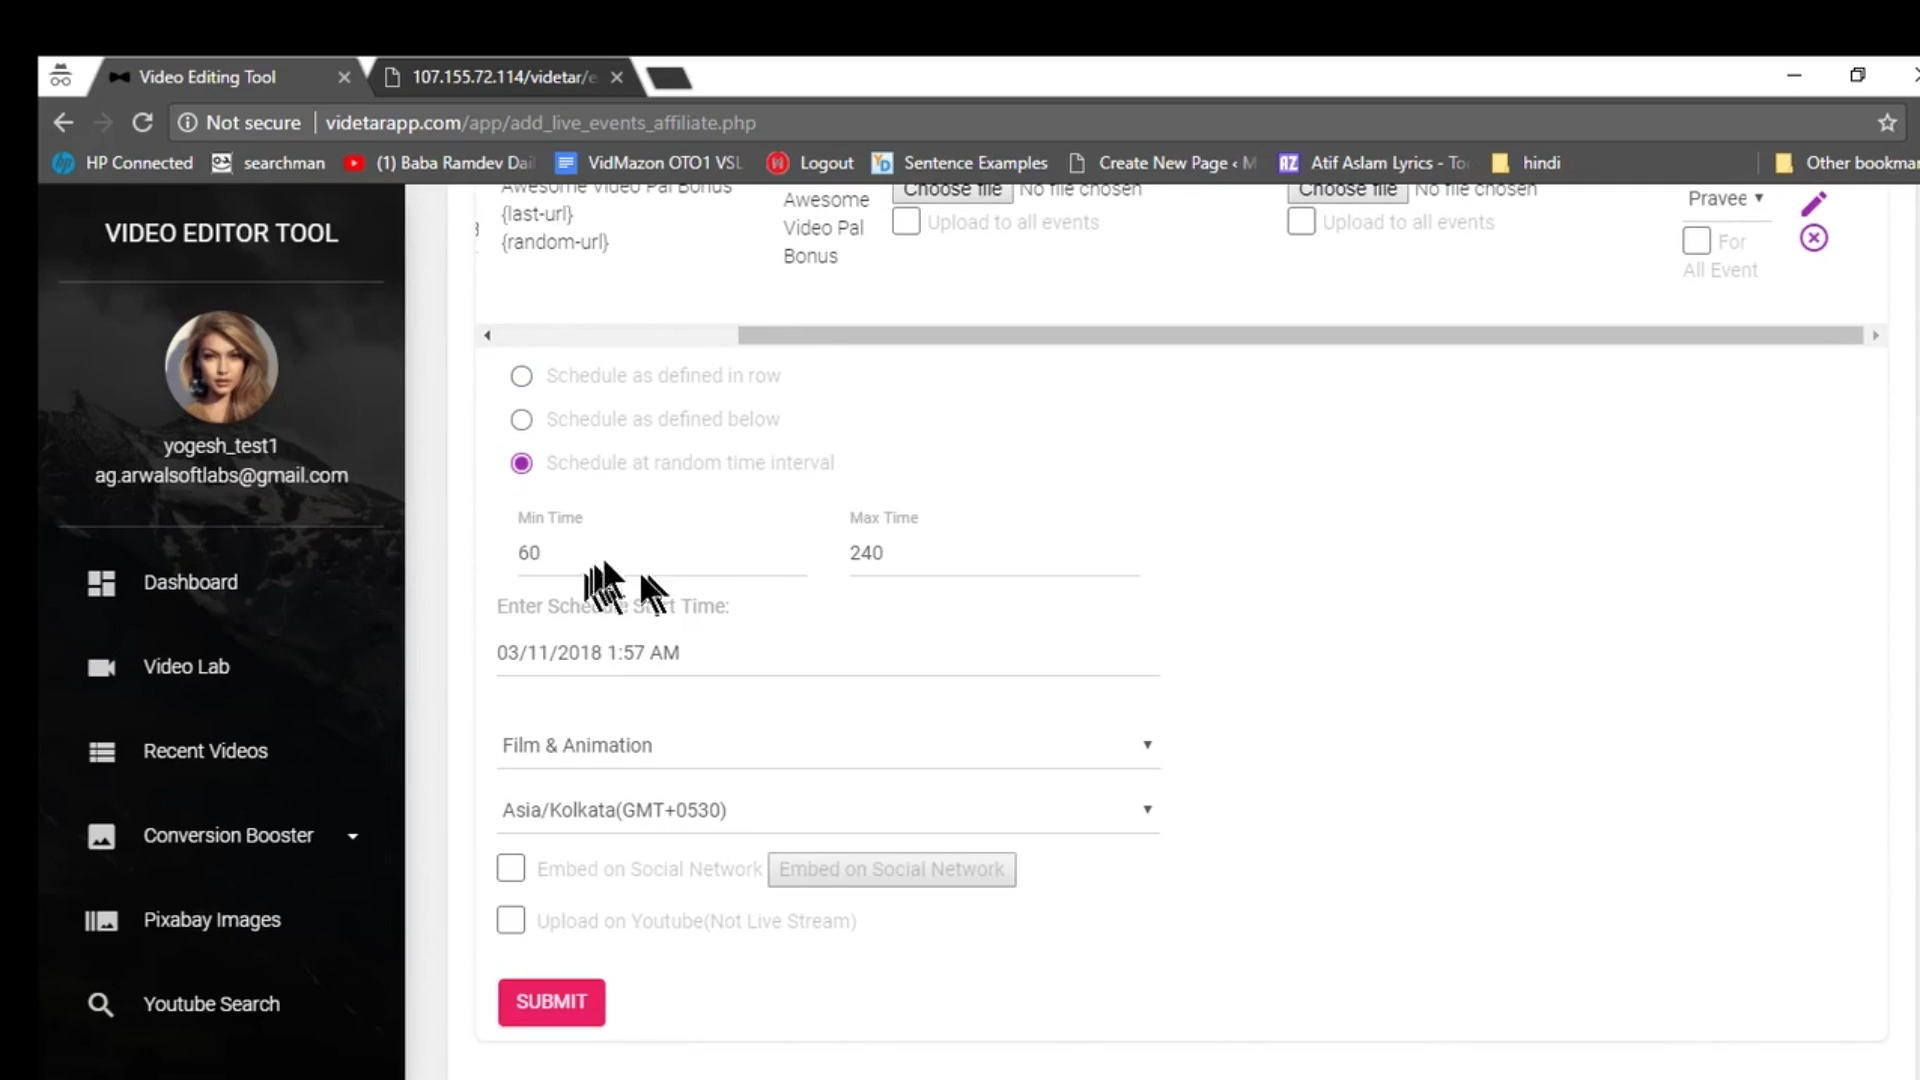 Video Editing Tool
107.155.72.114/videtar/e
Not secure
videtarapp.com/app/add_live_events_affiliate.php
HP Connected
searchman
(1) Baba Ramdev Dai
VidMazon OTO1 VSL
Logout
Sentence Examples
Create New Page ‹ M
Atif Aslam Lyrics - To
hindi
Other bookmar
VIDEO EDITOR TOOL
yogesh_test1
ag.arwalsoftlabs@gmail.com
Dashboard
Video Lab
Recent Videos
Conversion Booster
Pixabay Images
Youtube Search
Awesome Video Pal Bonus
{last-url}
{random-url}
Awesome
Video Pal
Bonus
Choose file No file chosen
Upload to all events
Choose file No file chosen
Upload to all events
Pravee
For
All Event
Schedule as defined in row
Schedule as defined below
Schedule at random time interval
Min Time
60
Max Time
240
Enter Schedule Start Time:
03/11/2018 1:57 AM
Film & Animation
Asia/Kolkata(GMT+0530)
Embed on Social Network
Embed on Social Network
Upload on Youtube(Not Live Stream)
SUBMIT